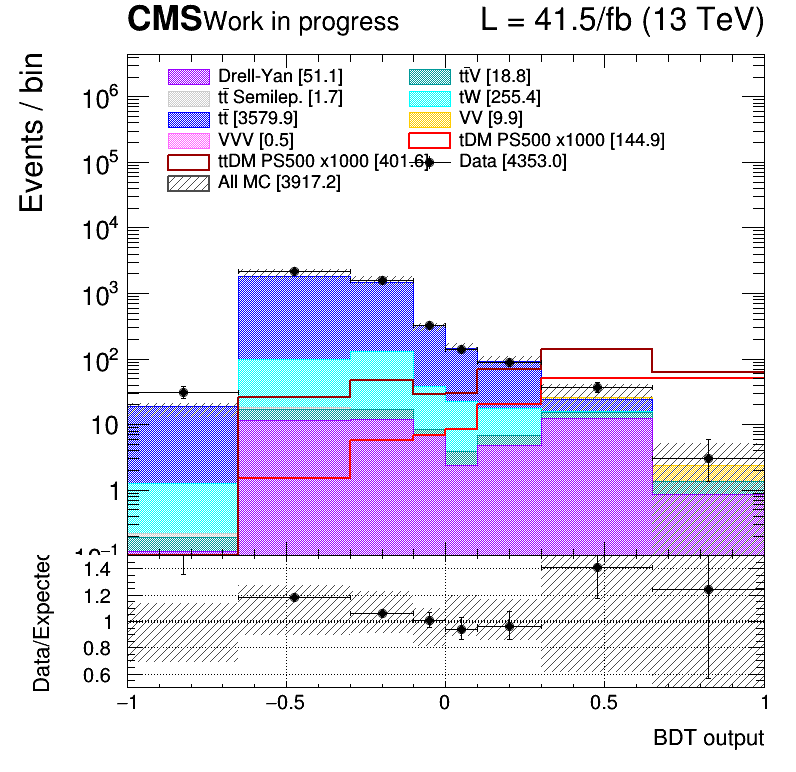 CMS Work in progress L = 41.5/fb (13 TeV)
Events / bin
Drell-Yan [51.1] tt̄V [18.8]
tt̄ Semilep. [1.7] tW [255.4]
tt̄ [3579.9] VV [9.9]
VVV [0.5] tDM PS500 x1000 [144.9]
ttDM PS500 x1000 [401.6] Data [4353.0]
All MC [3917.2]
10⁶
10⁵
10⁴
10³
10²
10
1
10⁻¹
Data/Expected
1.4
1.2
1
0.8
0.6
−1 −0.5 0 0.5 1
BDT output